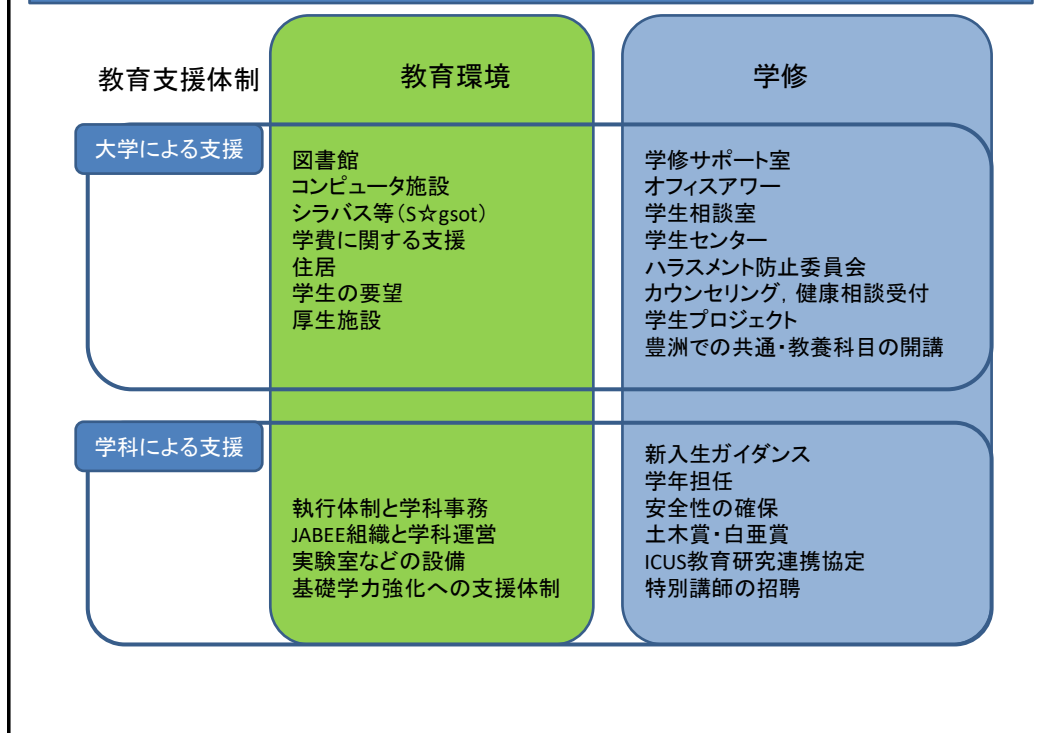 教育支援体制
教育環境
学修
大学による支援
図書館
コンピュータ施設
シラバス等(S☆gsot)
学費に関する支援
住居
学生の要望
厚生施設
学修サポート室
オフィスアワー
学生相談室
学生センター
ハラスメント防止委員会
カウンセリング,健康相談受付
学生プロジェクト
豊洲での共通・教養科目の開講
学科による支援
執行体制と学科事務
JABEE組織と学科運営
実験室などの設備
基礎学力強化への支援体制
新入生ガイダンス
学年担任
安全性の確保
土木賞・白亜賞
ICUS教育研究連携協定
特別講師の招聘